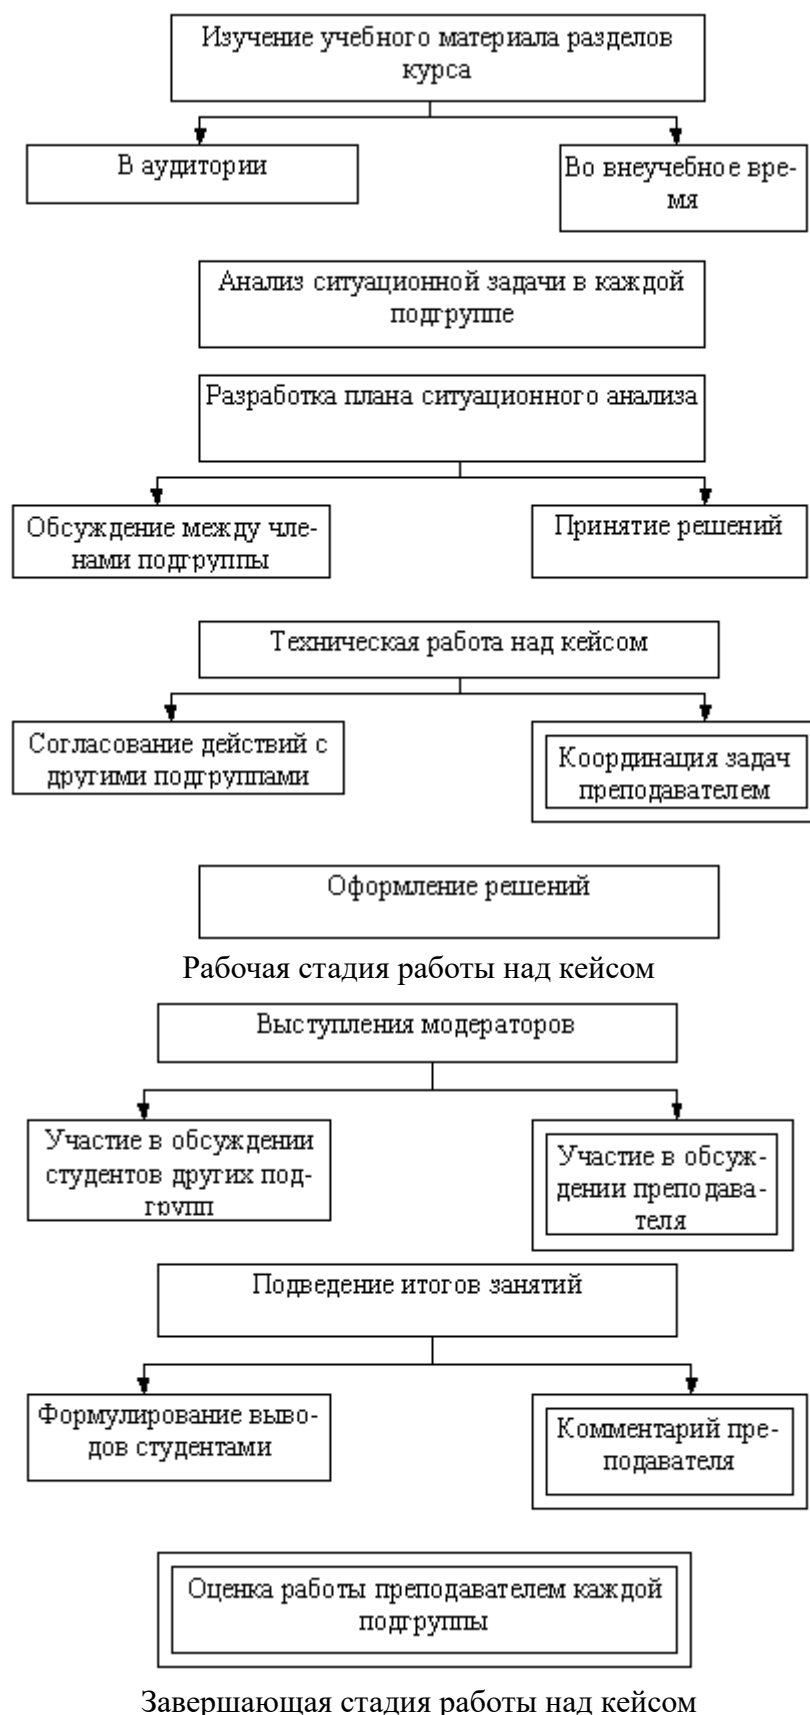 Изучение учебного материала разделов
курса
В аудитории
Во внеучебное вре-
мя
Анализ ситуационной задачи в каждой
подгруппе
Разработка плана ситуационного анализа
Обсуждение между чле-
нами подгруппы
Принятие решений
Техническая работа над кейсом
Согласование действий с
другими подгруппами
Координация задач
преподавателем
Оформление решений
Рабочая стадия работы над кейсом
Выступления модераторов
Участие в обсуждении
студентов других под-
групп
Участие в обсуж-
дении преподава-
теля
Подведение итогов занятий
Формулирование выво-
дов студентами
Комментарий пре-
подавателя
Оценка работы преподавателем каждой
подгруппы
Завершающая стадия работы над кейсом